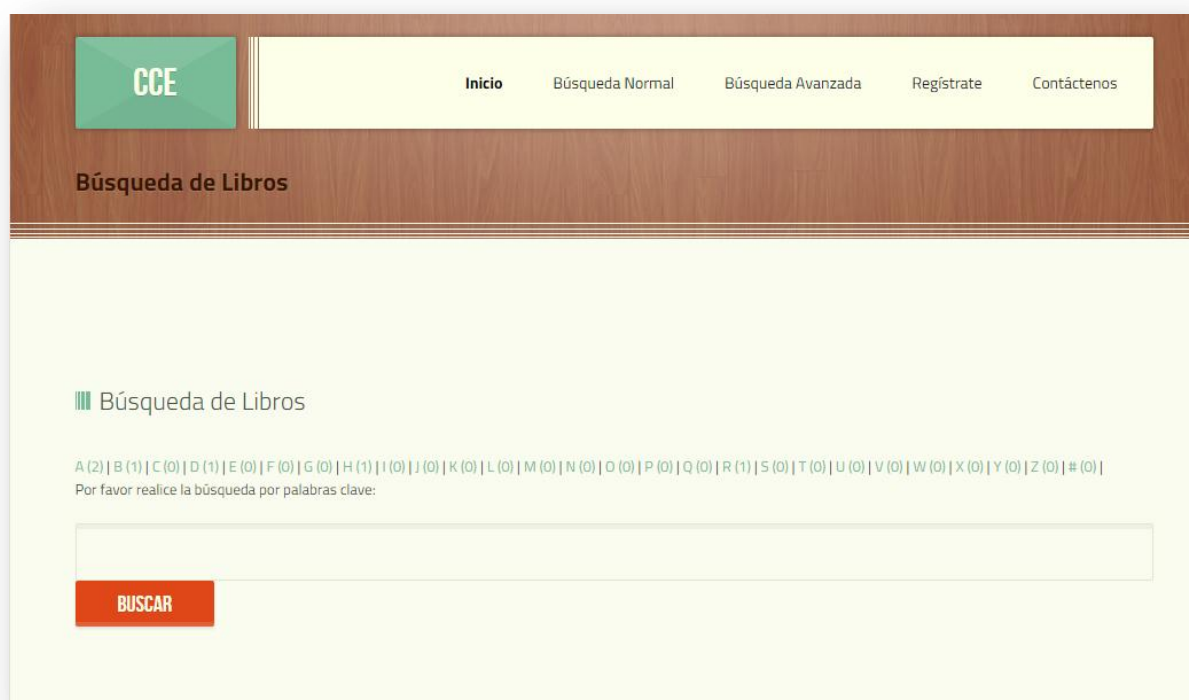 CCE
Inicio Búsqueda Normal Búsqueda Avanzada Regístrate Contáctenos
Búsqueda de Libros
Búsqueda de Libros
A (2) | B (1) | C (0) | D (1) | E (0) | F (0) | G (0) | H (1) | I (0) | J (0) | K (0) | L (0) | M (0) | N (0) | O (0) | P (0) | Q (0) | R (1) | S (0) | T (0) | U (0) | V (0) | W (0) | X (0) | Y (0) | Z (0) | # (0) |
Por favor realice la búsqueda por palabras clave:
BUSCAR